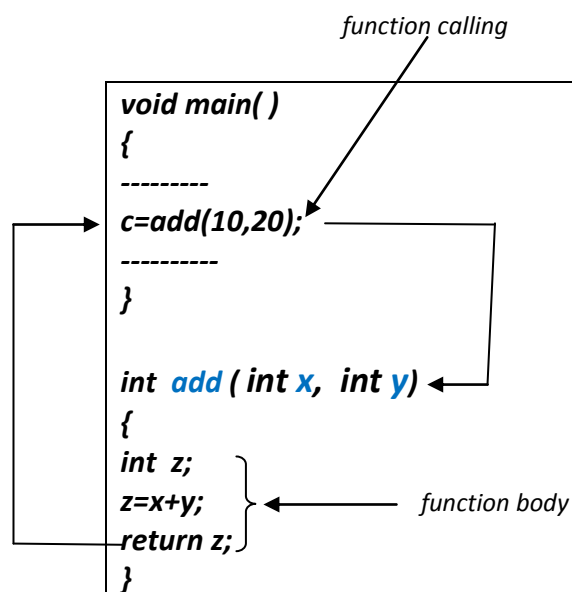 function calling
void main( )
{
---------
c=add(10,20);
----------
}
int add ( int x, int y)
{
int z;
z=x+y;
function body
return z;
}